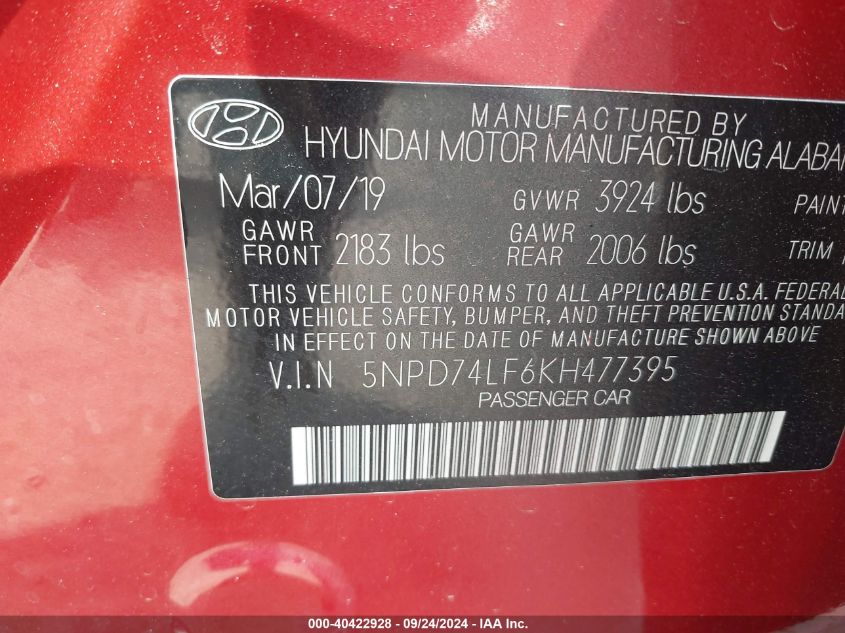 MANUFACTURED BY
HYUNDAI MOTOR MANUFACTURING ALABA
Mar/07/19 GVWR 3924 lbs PAINT
GAWR FRONT 2183 lbs GAWR REAR 2006 lbs TRIM
THIS VEHICLE CONFORMS TO ALL APPLICABLE U.S.A. FEDERAL
MOTOR VEHICLE SAFETY, BUMPER, AND THEFT PREVENTION STANDA
IN EFFECT ON THE DATE OF MANUFACTURE SHOWN ABOVE
V.I.N 5NPD74LF6KH477395
PASSENGER CAR
000-40422928 - 09/24/2024 - IAA Inc.